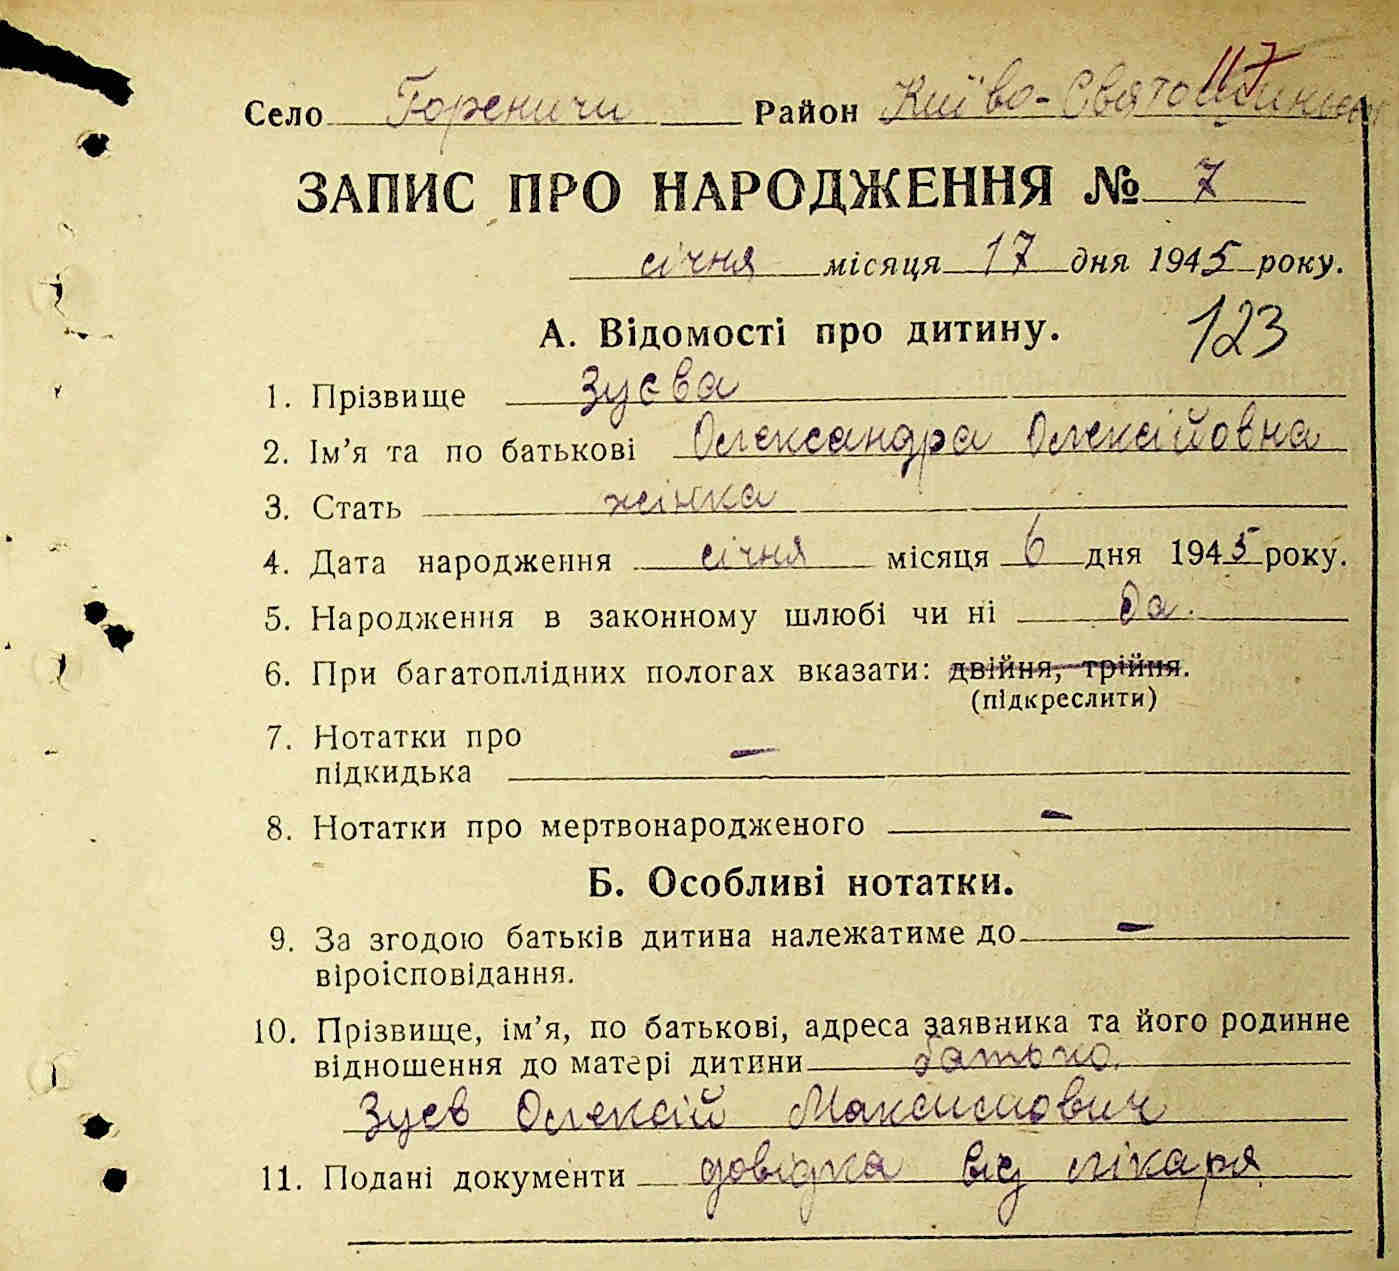 117
Село Гореничи Район Києво-Святошинськ
ЗАПИС ПРО НАРОДЖЕННЯ № 7
січня місяця 17 дня 1945 року.
123
А. Відомості про дитину.
1. Прізвище Зуєва
2. Ім’я та по батькові Олександра Олексійовна
3. Стать жінка
4. Дата народження січня місяця 6 дня 1945 року.
5. Народження в законному шлюбі чи ні Да.
6. При багатоплідних пологах вказати: двійня, трійня.
(підкреслити)
7. Нотатки про
підкидька –
8. Нотатки про мертвонародженого –
Б. Особливі нотатки.
9. За згодою батьків дитина належатиме до –
віроісповідання.
10. Прізвище, ім’я, по батькові, адреса заявника та його родинне
відношення до матері дитини батько.
Зуєв Олексій Максимович
11. Подані документи довідка від лікаря